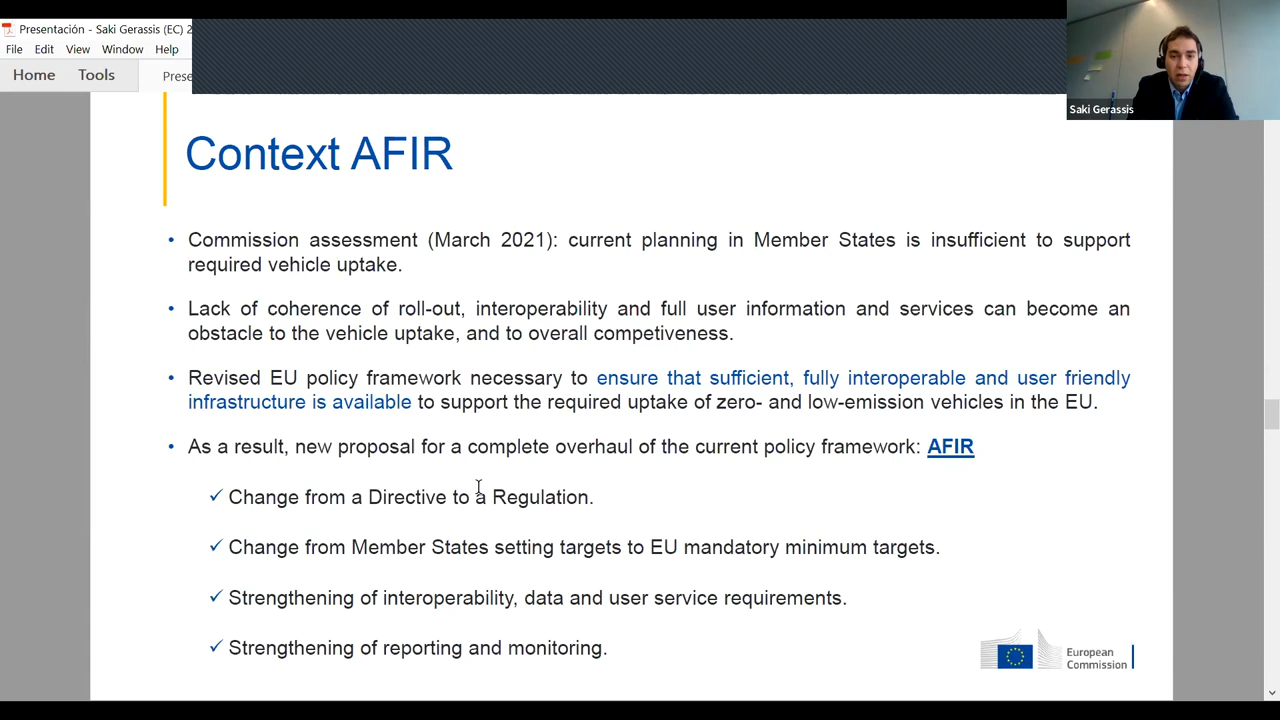 Presentación - Saki Gerassis (EC) 2
File Edit View Window Help
Home Tools Prese
Saki Gerassis
Context AFIR
• Commission assessment (March 2021): current planning in Member States is insufficient to support
required vehicle uptake.
• Lack of coherence of roll-out, interoperability and full user information and services can become an
obstacle to the vehicle uptake, and to overall competiveness.
• Revised EU policy framework necessary to ensure that sufficient, fully interoperable and user friendly
infrastructure is available to support the required uptake of zero- and low-emission vehicles in the EU.
• As a result, new proposal for a complete overhaul of the current policy framework: AFIR
✓ Change from a Directive to a Regulation.
✓ Change from Member States setting targets to EU mandatory minimum targets.
✓ Strengthening of interoperability, data and user service requirements.
✓ Strengthening of reporting and monitoring.
European
Commission